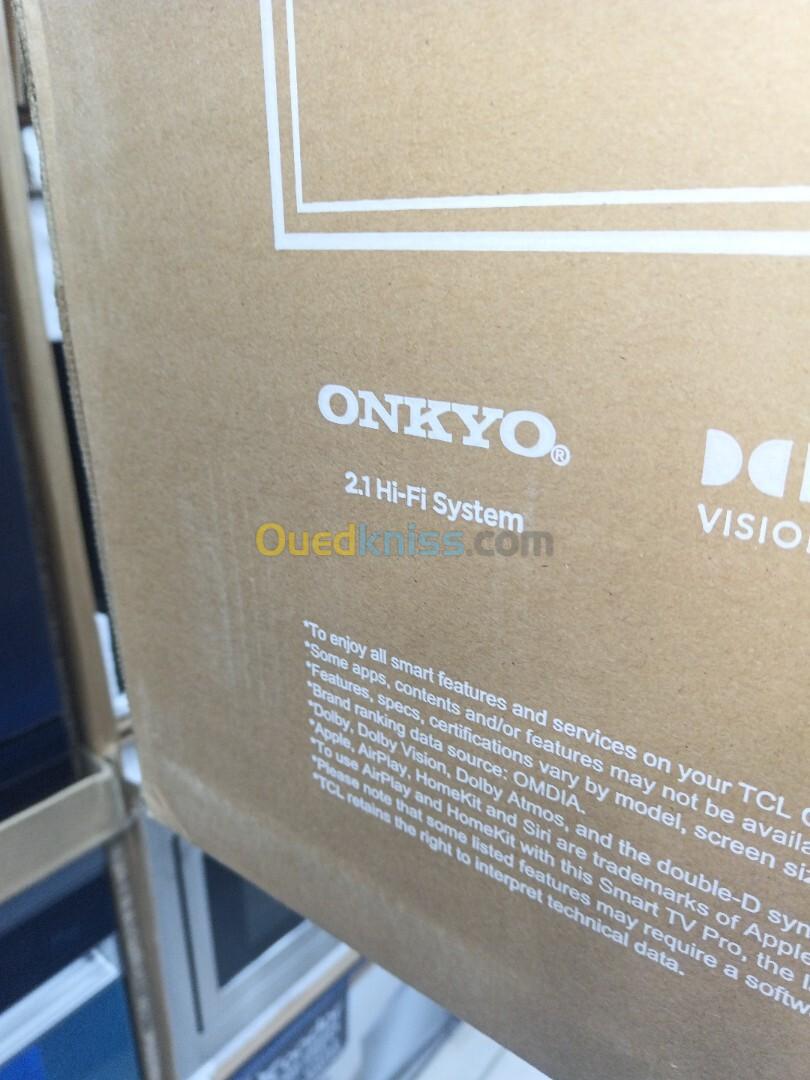 ONKYO®
2.1 Hi-Fi System
VISION
Ouedkniss.com
*To enjoy all smart features and services on your TCL
*Some apps, contents and/or features may not be
*Features, specs, certifications vary by model, screen
*Brand ranking data source: OMDIA.
*Dolby, Dolby Vision, Dolby Atmos, and the double-D
*Apple, AirPlay, HomeKit and Siri are trademarks of Apple
*To use AirPlay and HomeKit with this Smart TV Pro, the
*Please note that some listed features may require a
*TCL retains the right to interpret technical data.